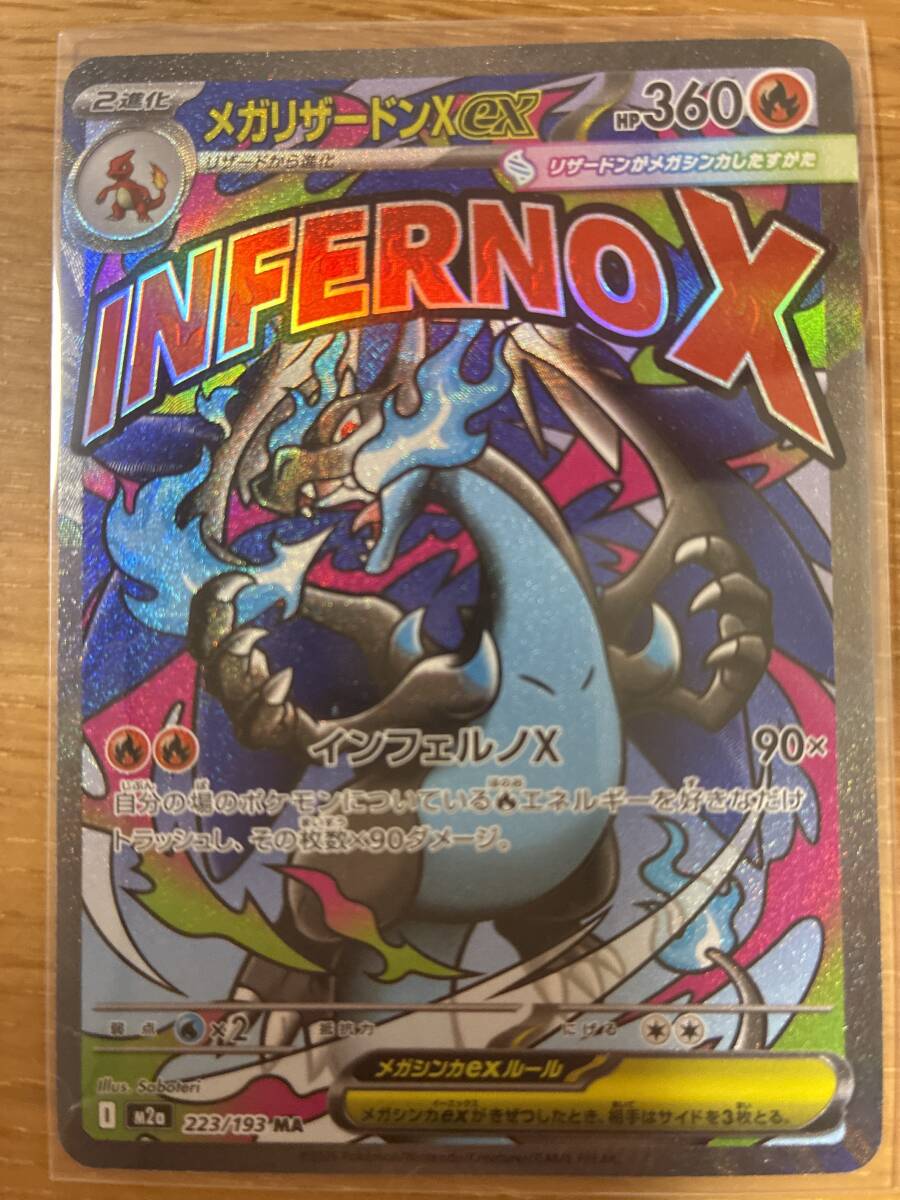 2進化
メガリザードンXex
HP360
リザードから進化
リザードンがメガシンカしたすがた
INFERNO X
インフェルノX 90×
自分の場のポケモンについているエネルギーを好きなだけ
トラッシュし、その枚数×90ダメージ。
弱点 ×2 抵抗力 にげる
メガシンカexルール
メガシンカexがきぜつしたとき、相手はサイドを3枚とる。
Illus. Saboteri
I M2a 223/193 MA